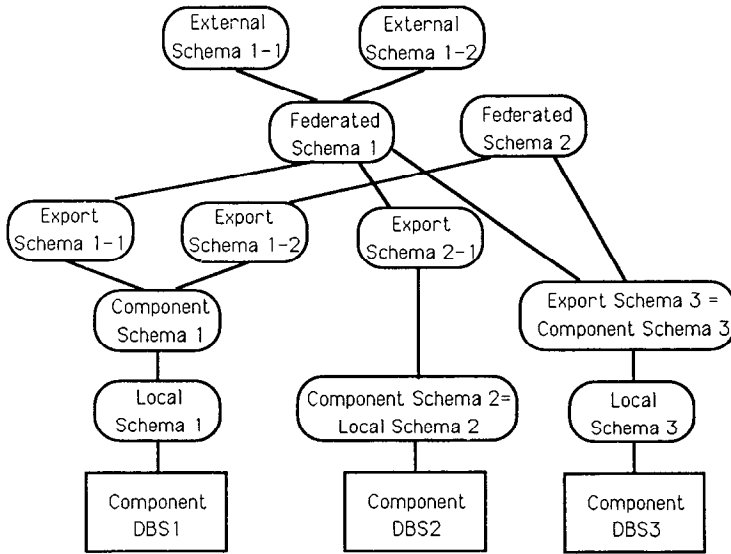 External
Schema 1-1
External
Schema 1-2
Federated
Schema 1
Federated
Schema 2
Export
Schema 1-1
Export
Schema 1-2
Export
Schema 2-1
Component
Schema 1
Export Schema 3 =
Component Schema 3
Local
Schema 1
Component Schema 2=
Local Schema 2
Local
Schema 3
Component
DBS1
Component
DBS2
Component
DBS3